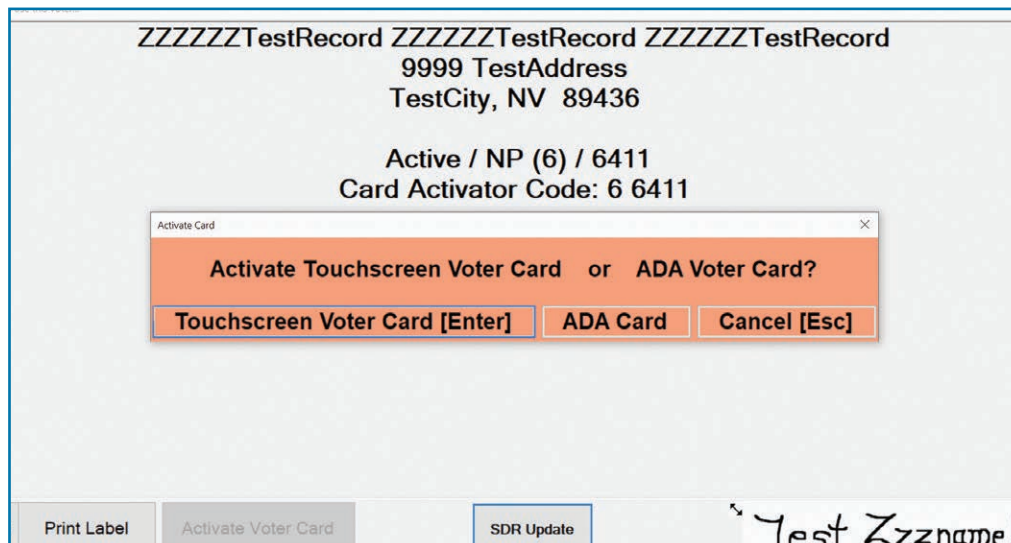 ZZZZZZTestRecord ZZZZZZTestRecord ZZZZZZTestRecord
9999 TestAddress
TestCity, NV 89436
Active / NP (6) / 6411
Card Activator Code: 6 6411
Activate Card
Activate Touchscreen Voter Card or ADA Voter Card?
Touchscreen Voter Card [Enter] ADA Card Cancel [Esc]
Print Label Activate Voter Card SDR Update Test Zzzname